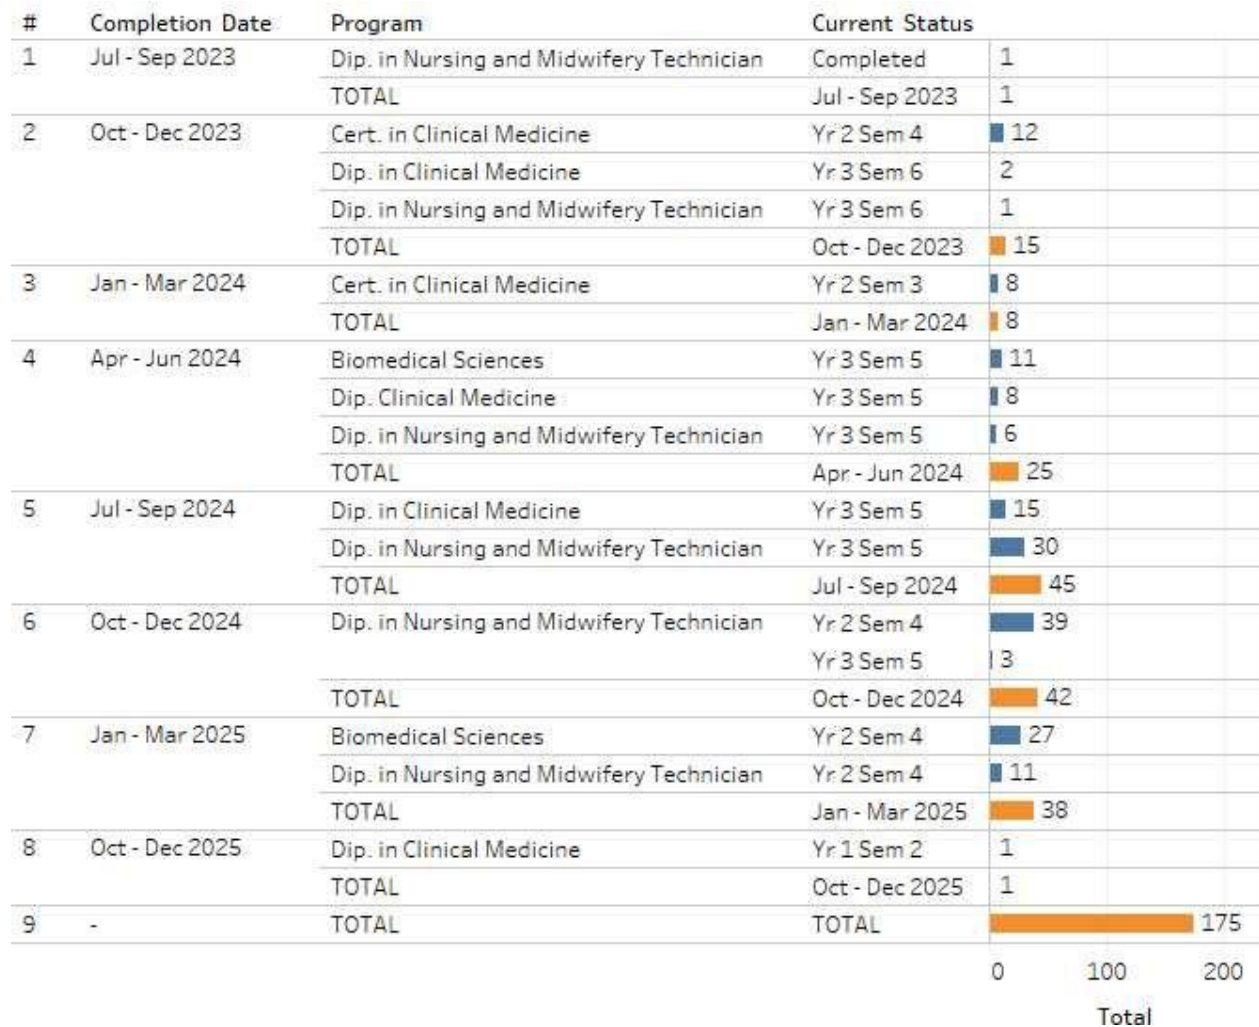 # Completion Date Program Current Status
1 Jul - Sep 2023 Dip. in Nursing and Midwifery Technician Completed 1
TOTAL Jul - Sep 2023 1
2 Oct - Dec 2023 Cert. in Clinical Medicine Yr 2 Sem 4 12
Dip. in Clinical Medicine Yr 3 Sem 6 2
Dip. in Nursing and Midwifery Technician Yr 3 Sem 6 1
TOTAL Oct - Dec 2023 15
3 Jan - Mar 2024 Cert. in Clinical Medicine Yr 2 Sem 3 8
TOTAL Jan - Mar 2024 8
4 Apr - Jun 2024 Biomedical Sciences Yr 3 Sem 5 11
Dip. Clinical Medicine Yr 3 Sem 5 8
Dip. in Nursing and Midwifery Technician Yr 3 Sem 5 6
TOTAL Apr - Jun 2024 25
5 Jul - Sep 2024 Dip. in Clinical Medicine Yr 3 Sem 5 15
Dip. in Nursing and Midwifery Technician Yr 3 Sem 5 30
TOTAL Jul - Sep 2024 45
6 Oct - Dec 2024 Dip. in Nursing and Midwifery Technician Yr 2 Sem 4 39
Yr 3 Sem 5 3
TOTAL Oct - Dec 2024 42
7 Jan - Mar 2025 Biomedical Sciences Yr 2 Sem 4 27
Dip. in Nursing and Midwifery Technician Yr 2 Sem 4 11
TOTAL Jan - Mar 2025 38
8 Oct - Dec 2025 Dip. in Clinical Medicine Yr 1 Sem 2 1
TOTAL Oct - Dec 2025 1
9 - TOTAL TOTAL 175
0 100 200
Total